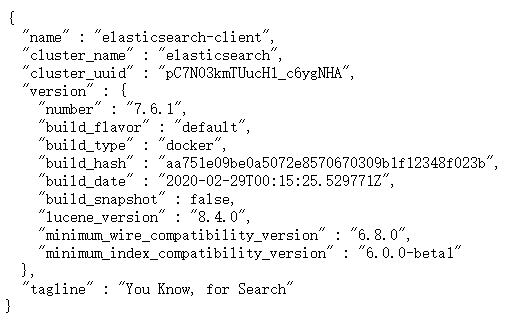 {
  "name" : "elasticsearch-client",
  "cluster_name" : "elasticsearch",
  "cluster_uuid" : "pC7N03kmTUucH1_c6ygNHA",
  "version" : {
    "number" : "7.6.1",
    "build_flavor" : "default",
    "build_type" : "docker",
    "build_hash" : "aa751e09be0a5072e8570670309b1f12348f023b",
    "build_date" : "2020-02-29T00:15:25.529771Z",
    "build_snapshot" : false,
    "lucene_version" : "8.4.0",
    "minimum_wire_compatibility_version" : "6.8.0",
    "minimum_index_compatibility_version" : "6.0.0-beta1"
  },
  "tagline" : "You Know, for Search"
}